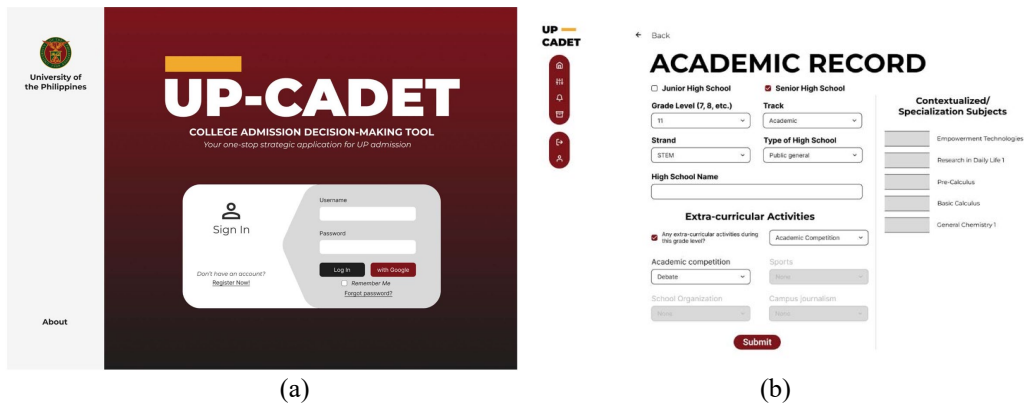 University of
the Philippines
About
UP-CADET
COLLEGE ADMISSION DECISION-MAKING TOOL
Your one-stop strategic application for UP admission
Sign In
Don't have an account?
Register Now!
Username
Password
Log In
with Google
Remember Me
Forgot password?
(a)
UP
CADET
Back
ACADEMIC RECORD
Junior High School
Senior High School
Grade Level (7, 8, etc.)
Track
11
Academic
Strand
Type of High School
STEM
Public general
High School Name
Extra-curricular Activities
Any extra-curricular activities during
this grade level?
Academic Competition
Academic competition
Sports
Debate
None
School Organization
Campus journalism
None
None
Submit
Contextualized/
Specialization Subjects
Empowerment Technologies
Research in Daily Life 1
Pre-Calculus
Basic Calculus
General Chemistry 1
(b)